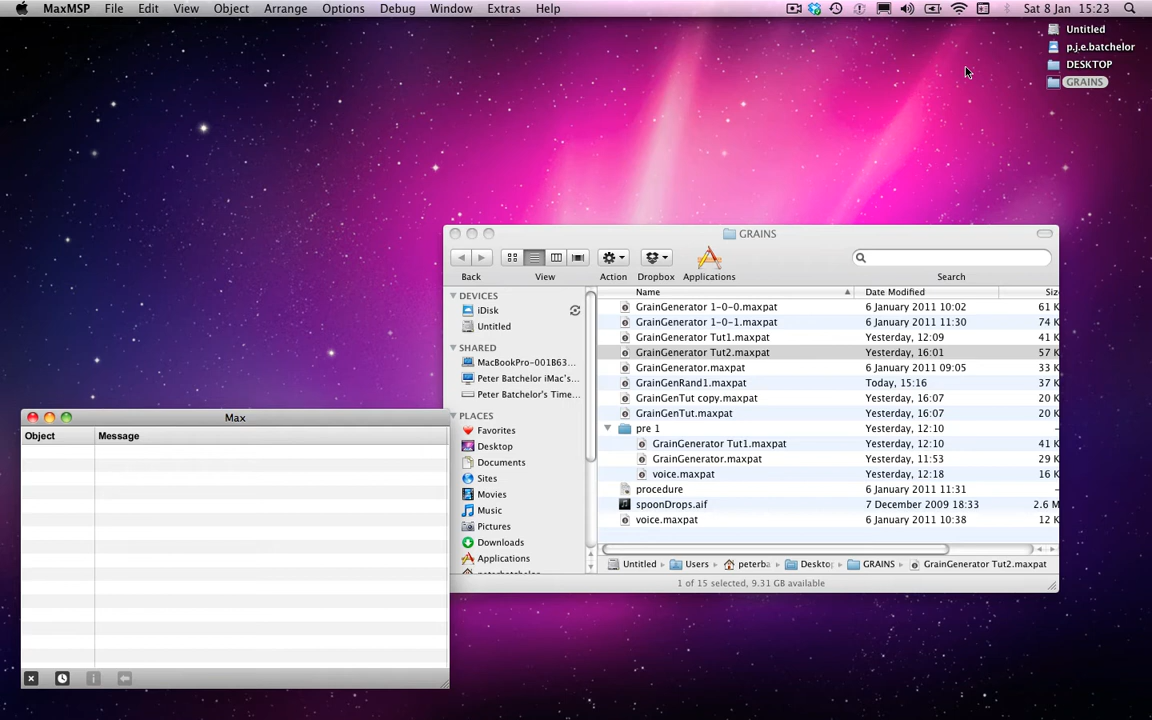 MaxMSP File Edit View Object Arrange Options Debug Window Extras Help Sat 8 Jan 15:23
Untitled
p.j.e.batchelor
DESKTOP
GRAINS
GRAINS
Back View Action Dropbox Applications Search
DEVICES
iDisk
Untitled
SHARED
MacBookPro-001B63...
Peter Batchelor iMac's...
Peter Batchelor's Time...
PLACES
Favorites
Desktop
Documents
Sites
Movies
Music
Pictures
Downloads
Applications
peterbatchelor
Name Date Modified Siz
GrainGenerator 1-0-0.maxpat 6 January 2011 10:02 61 K
GrainGenerator 1-0-1.maxpat 6 January 2011 11:30 74 K
GrainGenerator Tut1.maxpat Yesterday, 12:09 41 K
GrainGenerator Tut2.maxpat Yesterday, 16:01 57 K
GrainGenerator.maxpat 6 January 2011 09:05 33 K
GrainGenRand1.maxpat Today, 15:16 37 K
GrainGenTut copy.maxpat Yesterday, 16:07 20 K
GrainGenTut.maxpat Yesterday, 16:07 20 K
pre 1 Yesterday, 12:10 –
GrainGenerator Tut1.maxpat Yesterday, 12:10 41 K
GrainGenerator.maxpat Yesterday, 11:53 29 K
voice.maxpat Yesterday, 12:18 16 K
procedure 6 January 2011 11:31 –
spoonDrops.aif 7 December 2009 18:33 2.6 M
voice.maxpat 6 January 2011 10:38 12 K
Untitled Users peterba Deskto GRAINS GrainGenerator Tut2.maxpat
1 of 15 selected, 9.31 GB available
Max
Object Message